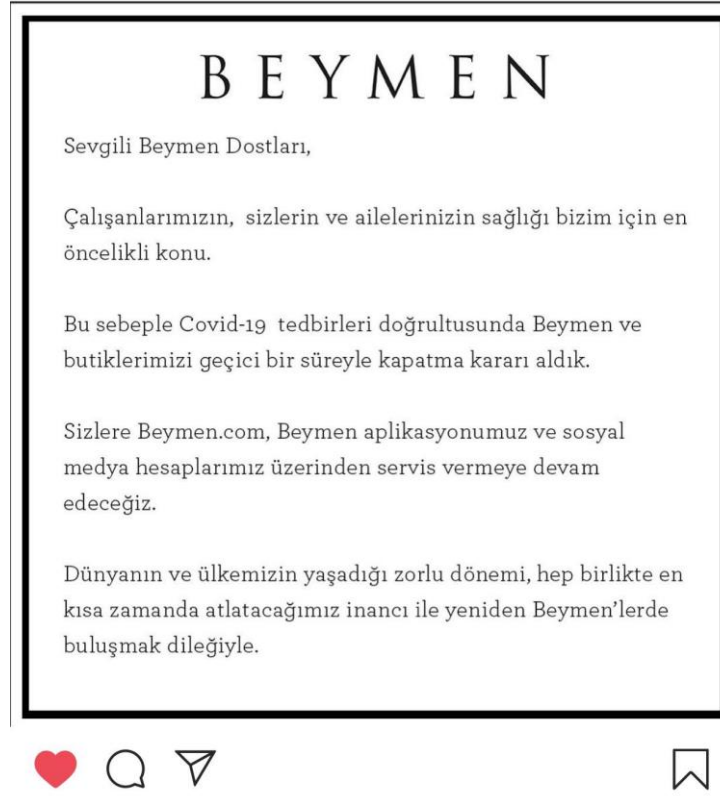 BEYMEN
Sevgili Beymen Dostları,
Çalışanlarımızın, sizlerin ve ailelerinizin sağlığı bizim için en
öncelikli konu.
Bu sebeple Covid-19 tedbirleri doğrultusunda Beymen ve
butiklerimizi geçici bir süreyle kapatma kararı aldık.
Sizlere Beymen.com, Beymen aplikasyonumuz ve sosyal
medya hesaplarımız üzerinden servis vermeye devam
edeceğiz.
Dünyanın ve ülkemizin yaşadığı zorlu dönemi, hep birlikte en
kısa zamanda atlatacağımız inancı ile yeniden Beymen’lerde
buluşmak dileğiyle.